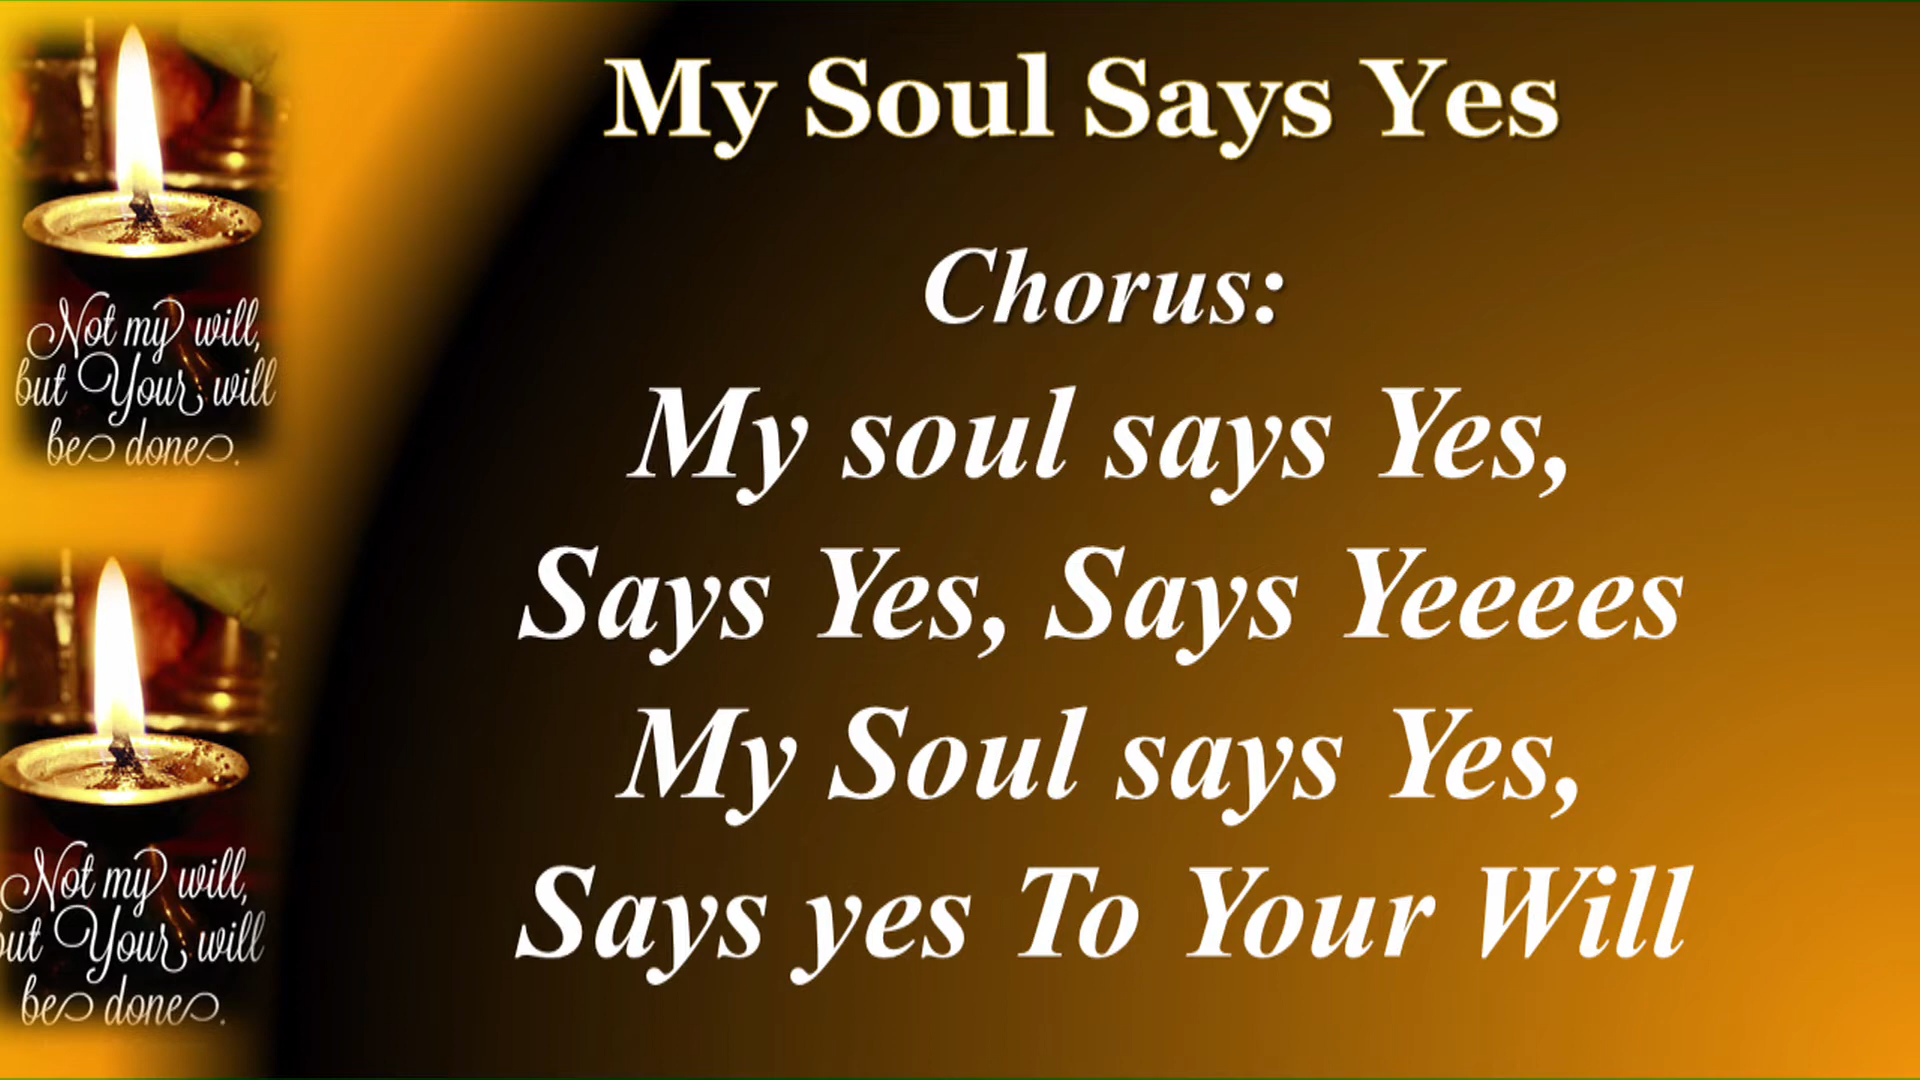 My Soul Says Yes
Chorus:
My soul says Yes,
Says Yes, Says Yeeees
My Soul says Yes,
Says yes To Your Will
Not my will,
but Your will
be done.
Not my will,
but Your will
be done.